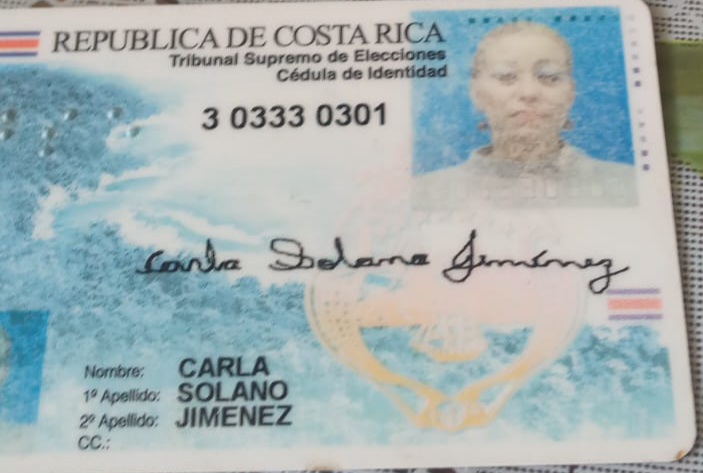 REPUBLICA DE COSTA RICA
Tribunal Supremo de Elecciones
Cédula de Identidad
3 0333 0301
Carla Solano Jiménez
Nombre: CARLA
1º Apellido: SOLANO
2º Apellido: JIMENEZ
CC.: